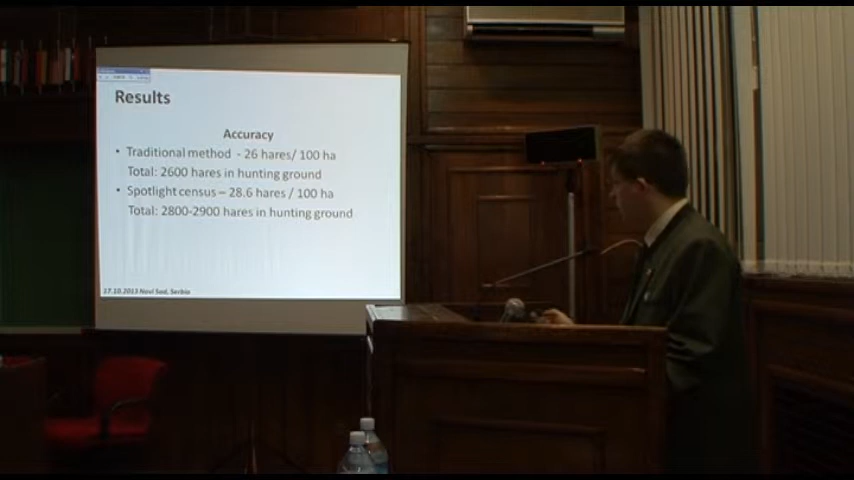 Results
Accuracy
• Traditional method - 26 hares/ 100 ha
Total: 2600 hares in hunting ground
• Spotlight census – 28.6 hares / 100 ha
Total: 2800-2900 hares in hunting ground
17.10.2013 Novi Sad, Serbia